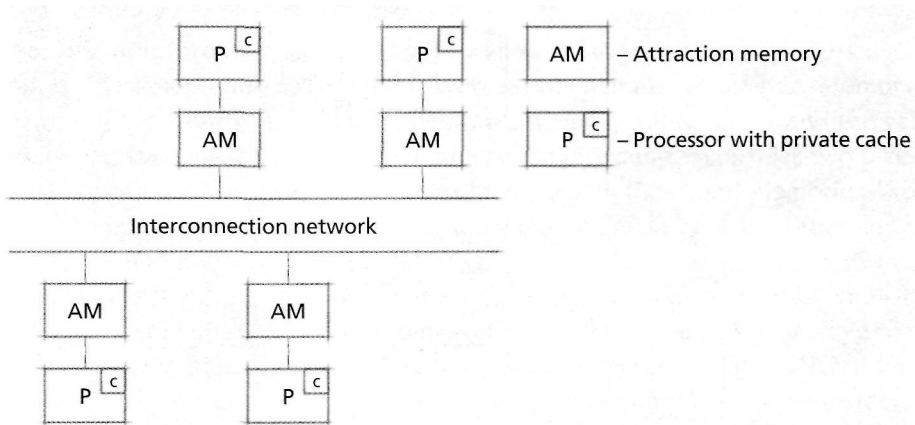 P c
P c
AM – Attraction memory
AM
AM
P c – Processor with private cache
Interconnection network
AM
AM
P c
P c